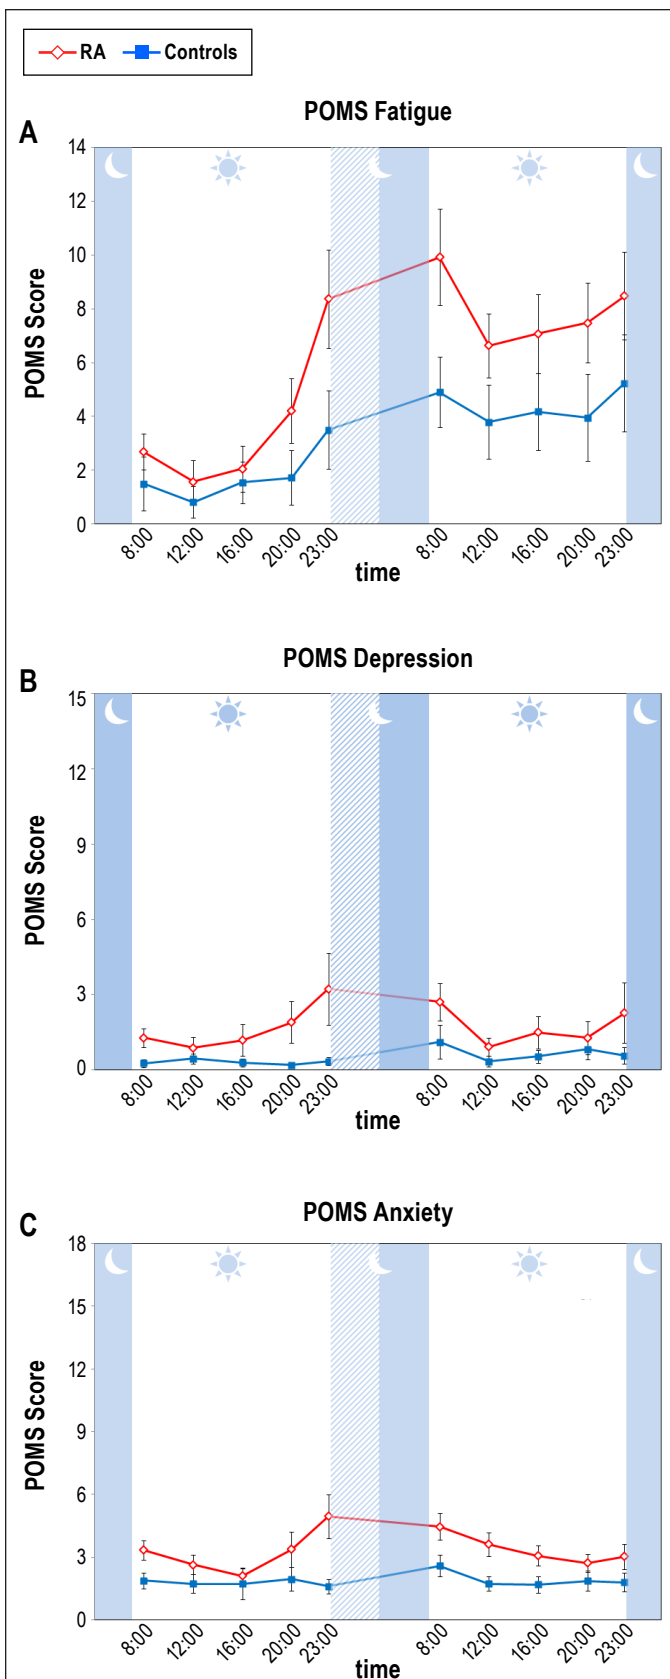 RA Controls
POMS Fatigue
A
14
12
10
8
6
4
2
0
POMS Score
8:00 12:00 16:00 20:00 23:00 8:00 12:00 16:00 20:00 23:00
time
POMS Depression
B
15
12
9
6
3
0
POMS Score
8:00 12:00 16:00 20:00 23:00 8:00 12:00 16:00 20:00 23:00
time
POMS Anxiety
C
18
15
12
9
6
3
0
POMS Score
8:00 12:00 16:00 20:00 23:00 8:00 12:00 16:00 20:00 23:00
time